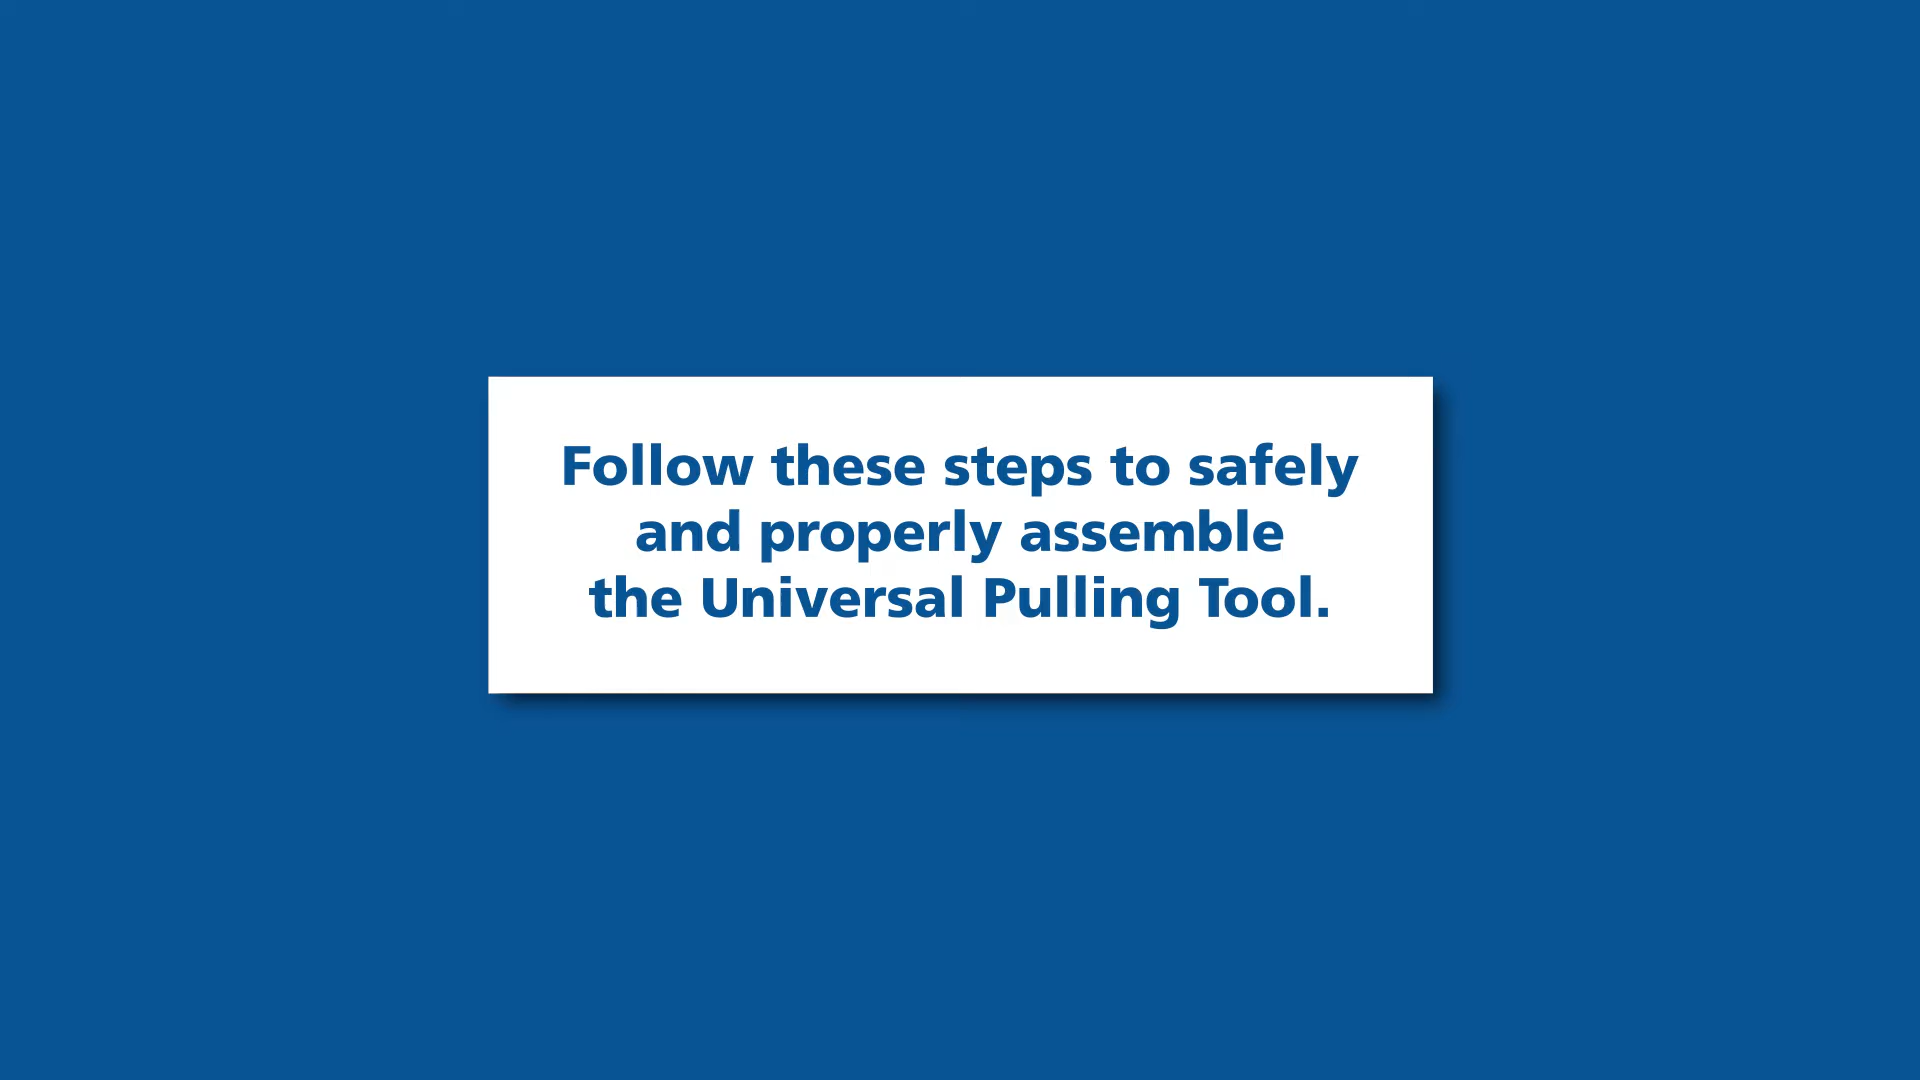 Follow these steps to safely
and properly assemble
the Universal Pulling Tool.